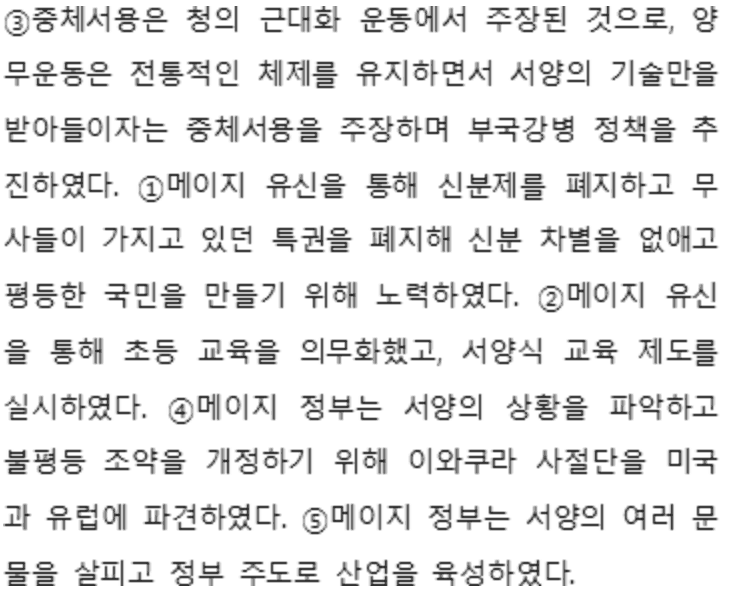 ③중체서용은 청의 근대화 운동에서 주장된 것으로, 양
무운동은 전통적인 체제를 유지하면서 서양의 기술만을
받아들이자는 중체서용을 주장하며 부국강병 정책을 추
진하였다. ①메이지 유신을 통해 신분제를 폐지하고 무
사들이 가지고 있던 특권을 폐지해 신분 차별을 없애고
평등한 국민을 만들기 위해 노력하였다. ②메이지 유신
을 통해 초등 교육을 의무화했고, 서양식 교육 제도를
실시하였다. ④메이지 정부는 서양의 상황을 파악하고
불평등 조약을 개정하기 위해 이와쿠라 사절단을 미국
과 유럽에 파견하였다. ⑤메이지 정부는 서양의 여러 문
물을 살피고 정부 주도로 산업을 육성하였다.